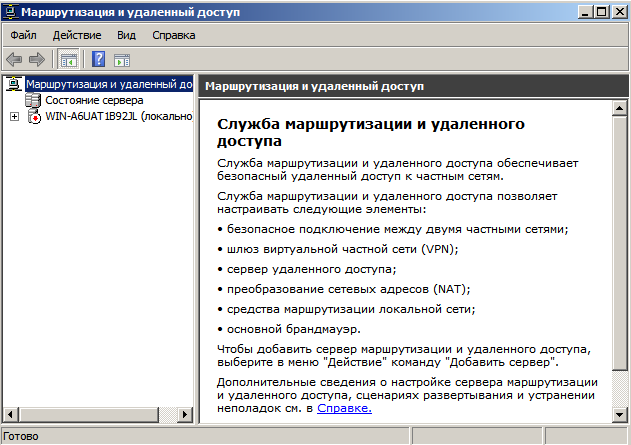 Маршрутизация и удаленный доступ
Файл Действие Вид Справка
Маршрутизация и удаленный до
Состояние сервера
WIN-A6UAT1B92JL (локально
Маршрутизация и удаленный доступ
Служба маршрутизации и удаленного
доступа
Служба маршрутизации и удаленного доступа обеспечивает
безопасный удаленный доступ к частным сетям.
Служба маршрутизации и удаленного доступа позволяет
настраивать следующие элементы:
• безопасное подключение между двумя частными сетями;
• шлюз виртуальной частной сети (VPN);
• сервер удаленного доступа;
• преобразование сетевых адресов (NAT);
• средства маршрутизации локальной сети;
• основной брандмауэр.
Чтобы добавить сервер маршрутизации и удаленного доступа,
выберите в меню "Действие" команду "Добавить сервер".
Дополнительные сведения о настройке сервера маршрутизации
и удаленного доступа, сценариях развертывания и устранении
неполадок см. в Справке.
Готово